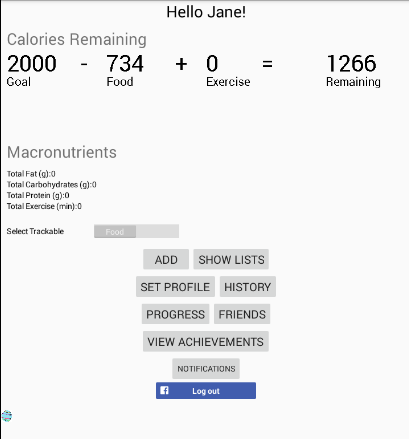 Hello Jane!
Calories Remaining
2000 - 734 + 0 = 1266
Goal Food Exercise Remaining
Macronutrients
Total Fat (g):0
Total Carbohydrates (g):0
Total Protein (g):0
Total Exercise (min):0
Select Trackable Food
ADD SHOW LISTS
SET PROFILE HISTORY
PROGRESS FRIENDS
VIEW ACHIEVEMENTS
NOTIFICATIONS
Log out